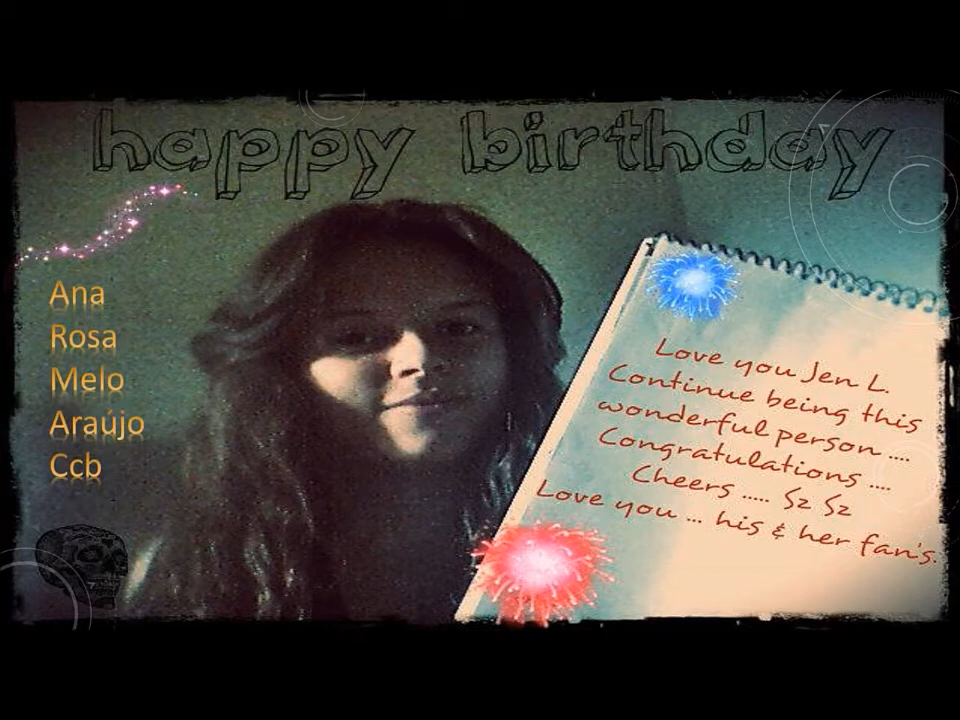 happy birthday
Ana
Rosa
Melo
Araújo
Ccb
Love you Jen L.
Continue being this
wonderful person ....
Congratulations ....
Cheers ..... Sz Sz
Love you ... his & her fan's.